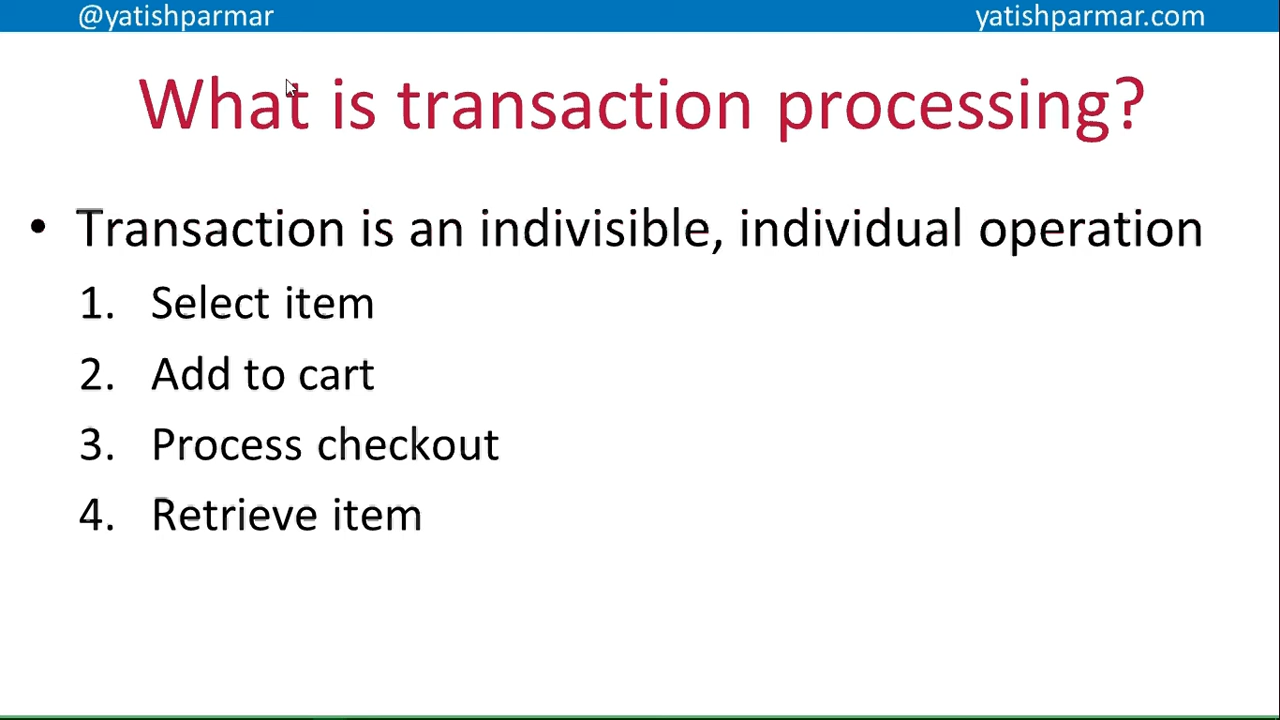 @yatishparmar
yatishparmar.com
What is transaction processing?
• Transaction is an indivisible, individual operation
1. Select item
2. Add to cart
3. Process checkout
4. Retrieve item